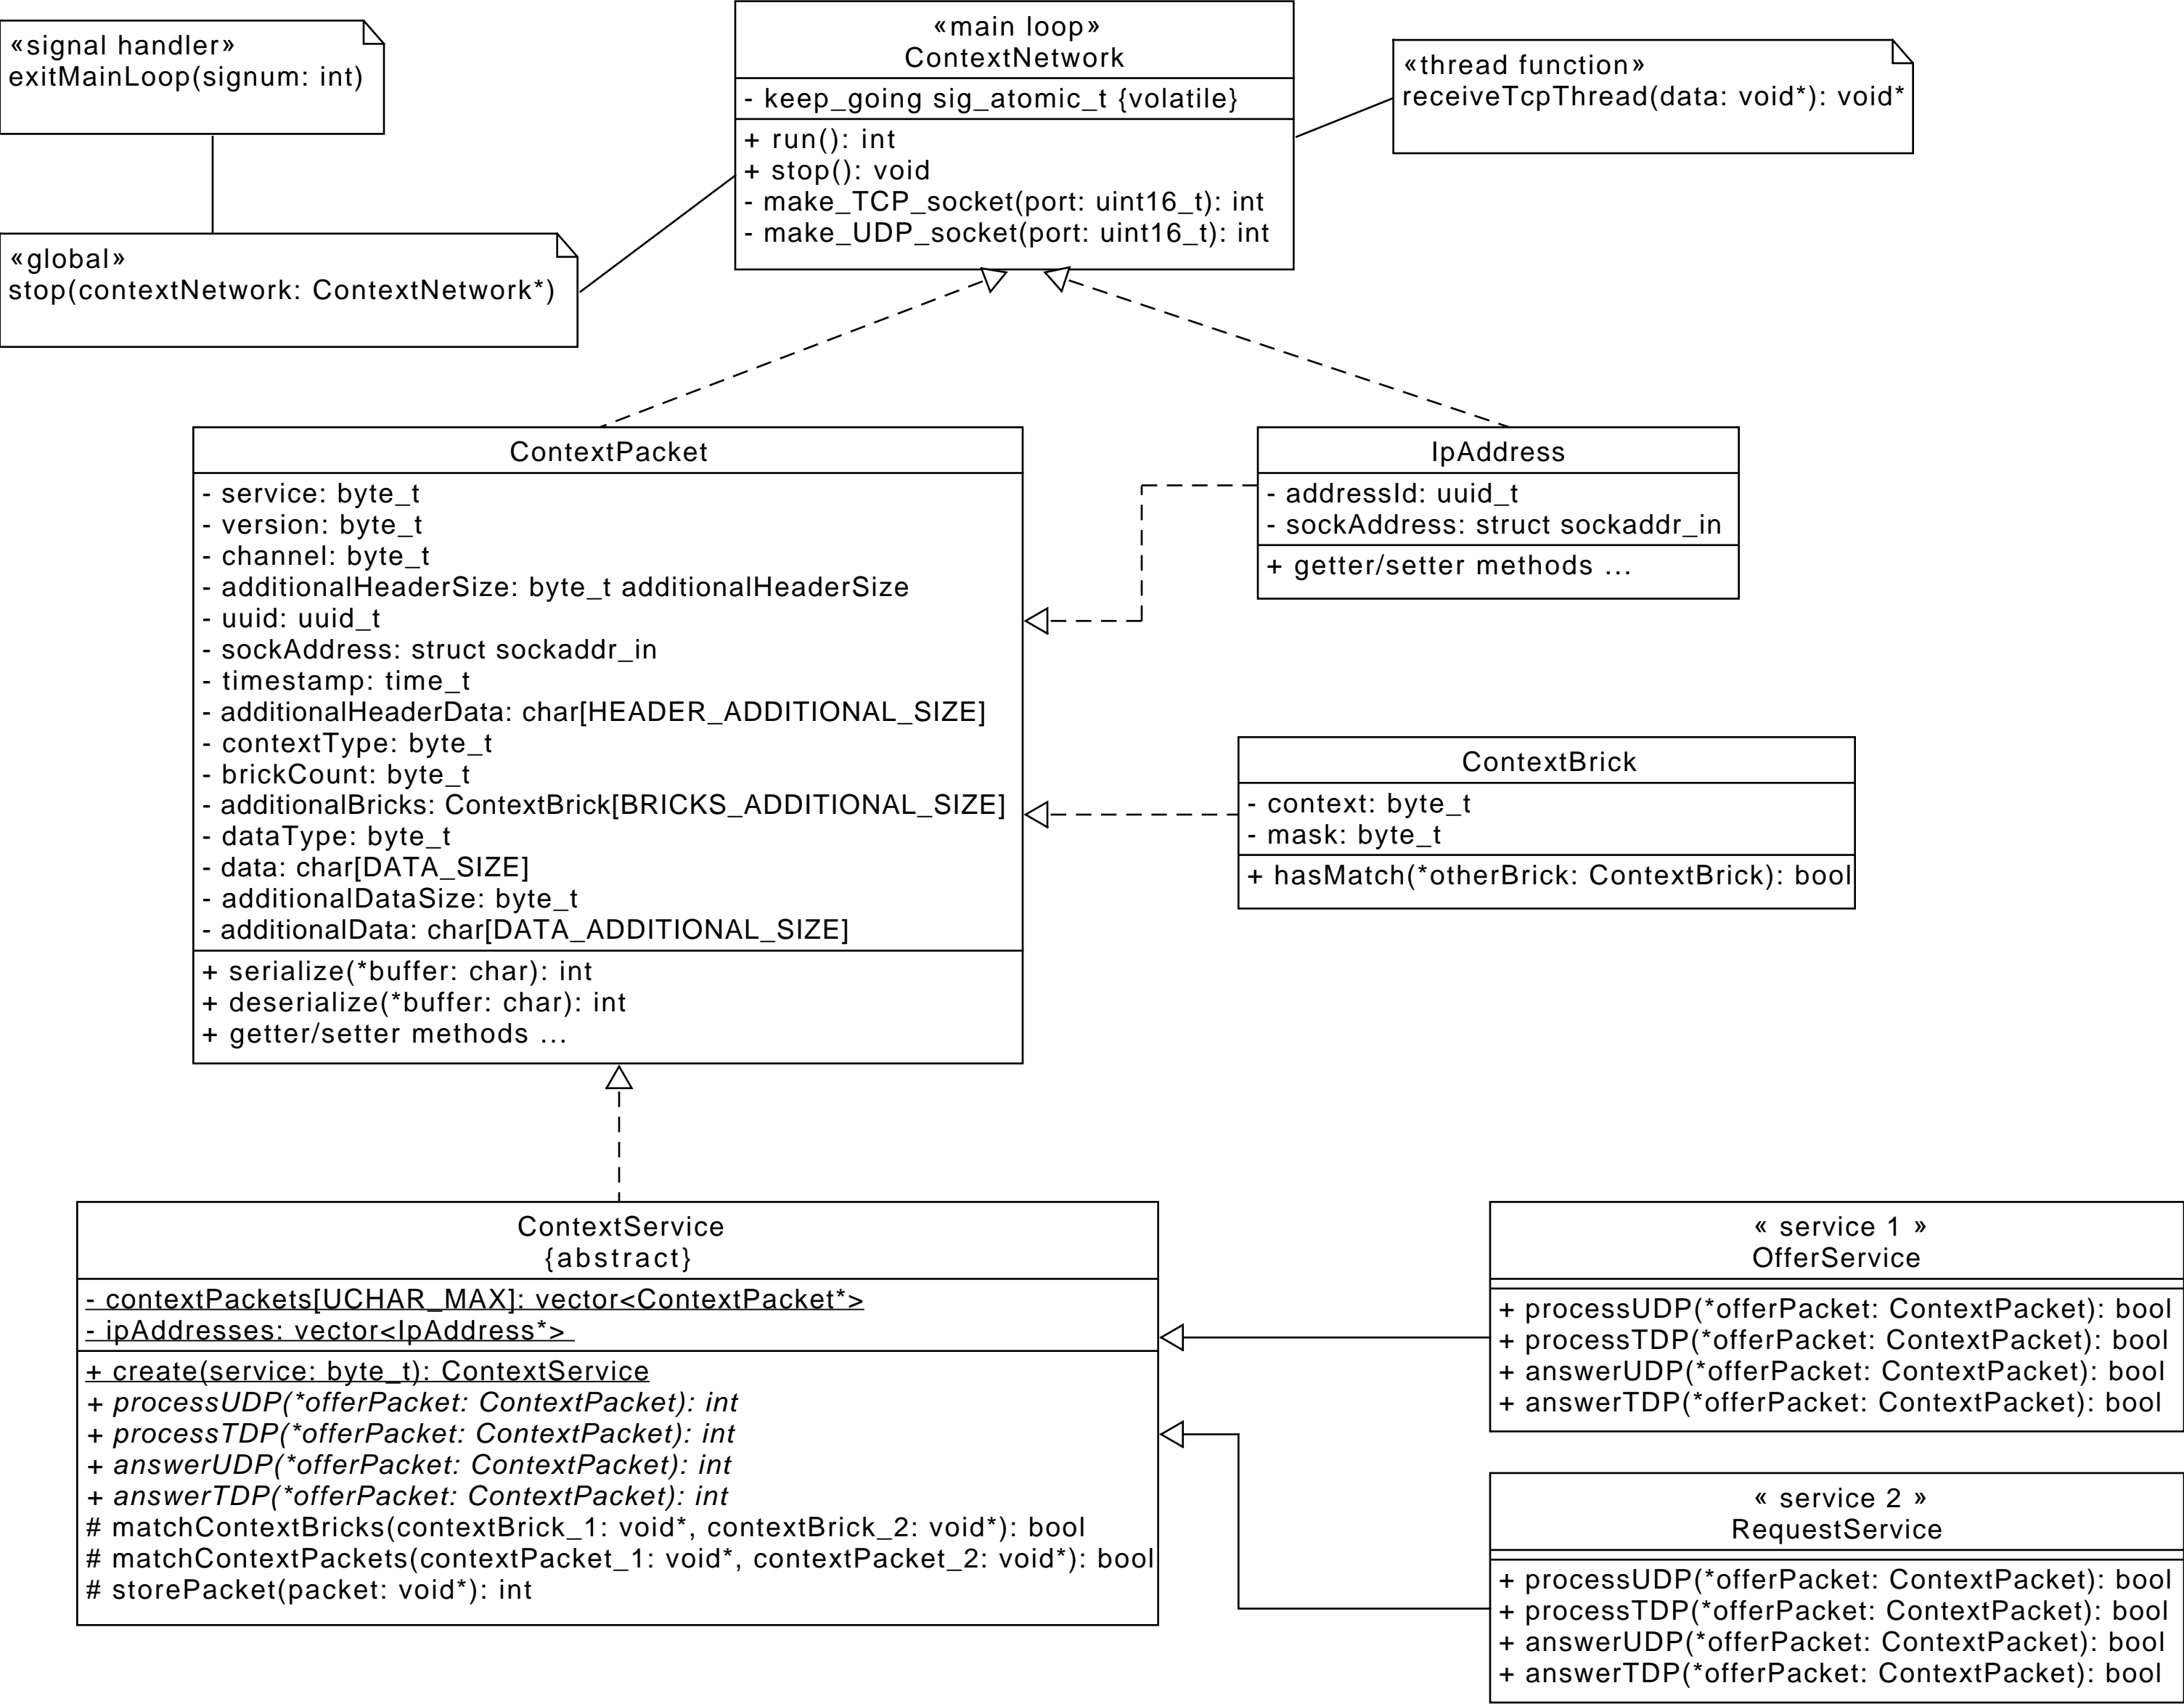 «signal handler»
exitMainLoop(signum: int)
«global»
stop(contextNetwork: ContextNetwork*)
«main loop»
ContextNetwork
- keep_going sig_atomic_t {volatile}
+ run(): int
+ stop(): void
- make_TCP_socket(port: uint16_t): int
- make_UDP_socket(port: uint16_t): int
«thread function»
receiveTcpThread(data: void*): void*
ContextPacket
- service: byte_t
- version: byte_t
- channel: byte_t
- additionalHeaderSize: byte_t additionalHeaderSize
- uuid: uuid_t
- sockAddress: struct sockaddr_in
- timestamp: time_t
- additionalHeaderData: char[HEADER_ADDITIONAL_SIZE]
- contextType: byte_t
- brickCount: byte_t
- additionalBricks: ContextBrick[BRICKS_ADDITIONAL_SIZE]
- dataType: byte_t
- data: char[DATA_SIZE]
- additionalDataSize: byte_t
- additionalData: char[DATA_ADDITIONAL_SIZE]
+ serialize(*buffer: char): int
+ deserialize(*buffer: char): int
+ getter/setter methods ...
IpAddress
- addressId: uuid_t
- sockAddress: struct sockaddr_in
+ getter/setter methods ...
ContextBrick
- context: byte_t
- mask: byte_t
+ hasMatch(*otherBrick: ContextBrick): bool
ContextService
{abstract}
- contextPackets[UCHAR_MAX]: vector<ContextPacket*>
- ipAddresses: vector<IpAddress*>
+ create(service: byte_t): ContextService
+ processUDP(*offerPacket: ContextPacket): int
+ processTDP(*offerPacket: ContextPacket): int
+ answerUDP(*offerPacket: ContextPacket): int
+ answerTDP(*offerPacket: ContextPacket): int
# matchContextBricks(contextBrick_1: void*, contextBrick_2: void*): bool
# matchContextPackets(contextPacket_1: void*, contextPacket_2: void*): bool
# storePacket(packet: void*): int
« service 1 »
OfferService
+ processUDP(*offerPacket: ContextPacket): bool
+ processTDP(*offerPacket: ContextPacket): bool
+ answerUDP(*offerPacket: ContextPacket): bool
+ answerTDP(*offerPacket: ContextPacket): bool
« service 2 »
RequestService
+ processUDP(*offerPacket: ContextPacket): bool
+ processTDP(*offerPacket: ContextPacket): bool
+ answerUDP(*offerPacket: ContextPacket): bool
+ answerTDP(*offerPacket: ContextPacket): bool